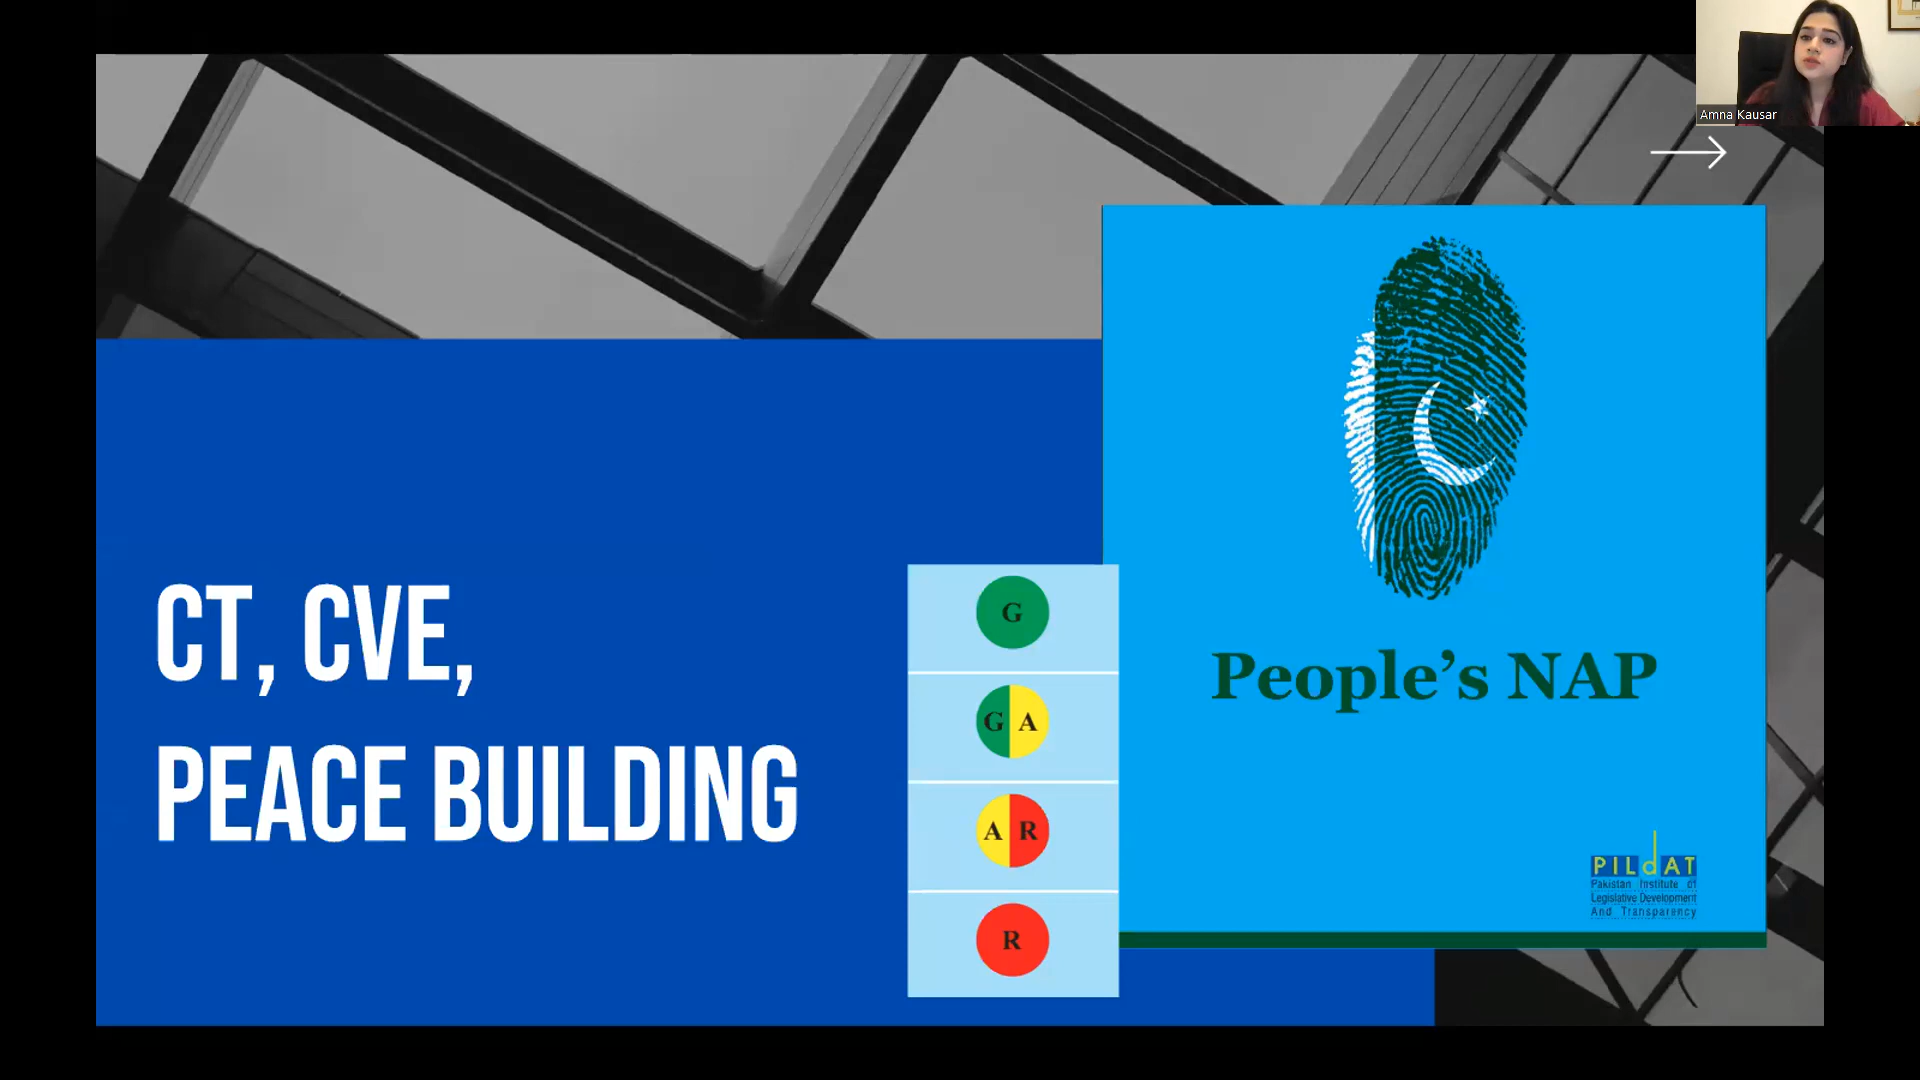 Amna Kausar
CT, CVE,
PEACE BUILDING
G
G A
A R
R
People's NAP
PILdAT
Pakistan Institute of
Legislative Development
And Transparency